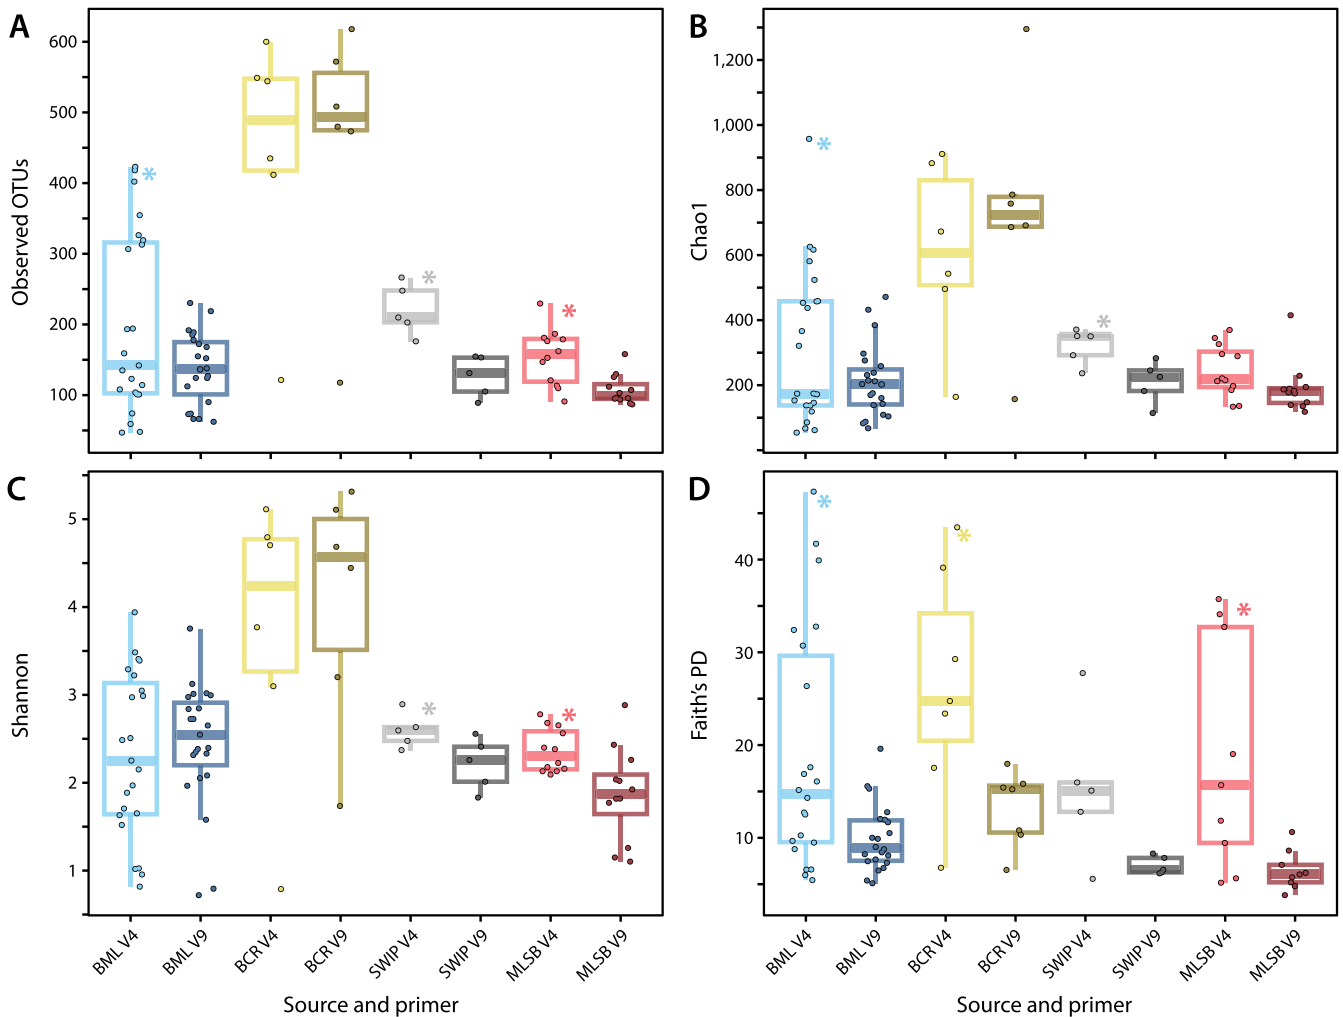 A
Observed OTUs
600
500
400
300
200
100
*
*
*
B
Chao1
1,200
1,000
800
600
400
200
*
*
C
Shannon
5
4
3
2
1
*
*
BML V4
BML V9
BCR V4
BCR V9
SWIP V4
SWIP V9
MLSB V4
MLSB V9
Source and primer
D
Faith's PD
40
30
20
10
*
*
*
BML V4
BML V9
BCR V4
BCR V9
SWIP V4
SWIP V9
MLSB V4
MLSB V9
Source and primer